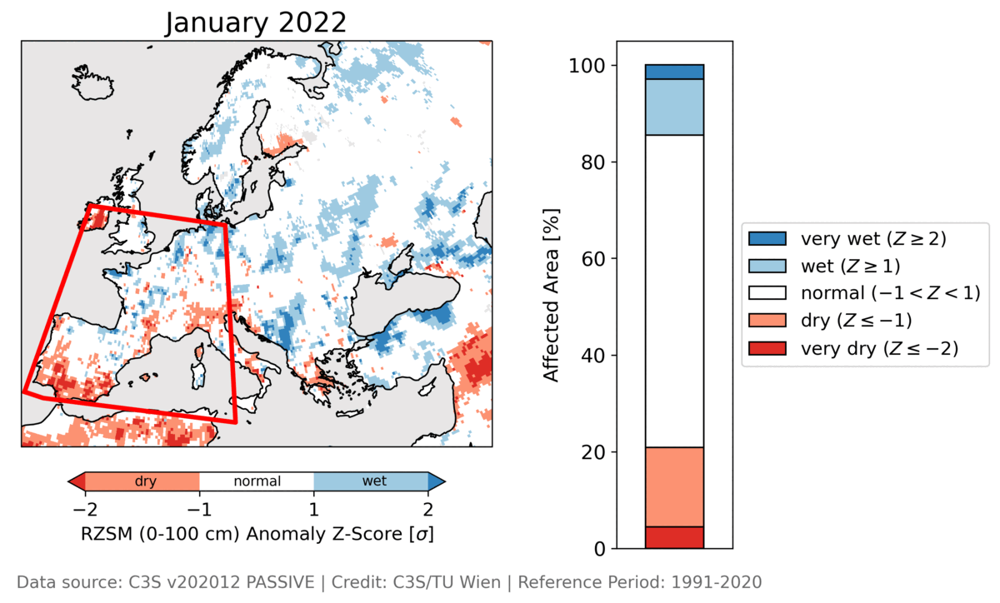 January 2022
dry normal wet
−2 −1 1 2
RZSM (0-100 cm) Anomaly Z-Score [σ]
100
80
60
40
20
0
Affected Area [%]
very wet (Z ≥ 2)
wet (Z ≥ 1)
normal (−1 < Z < 1)
dry (Z ≤ −1)
very dry (Z ≤ −2)
Data source: C3S v202012 PASSIVE | Credit: C3S/TU Wien | Reference Period: 1991-2020